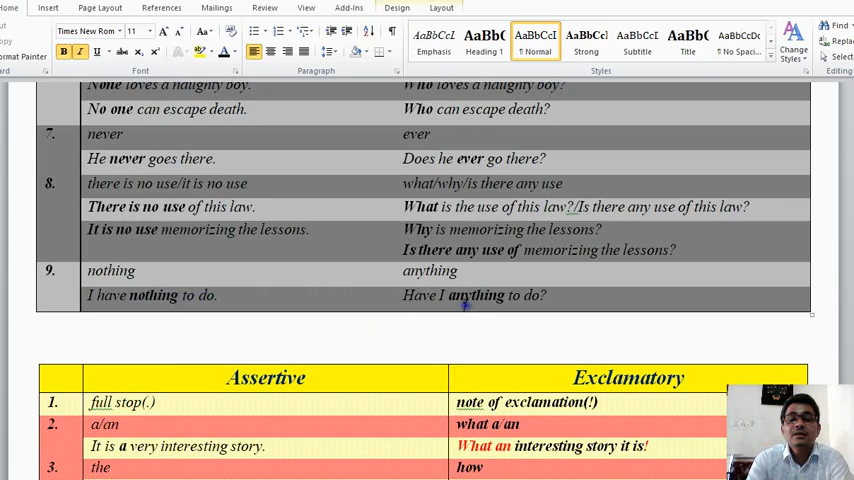 Home Insert Page Layout References Mailings Review View Add-Ins Design Layout
Times New Rom 11
Format Painter
B I U abe x₂ x² A
AaBbCcI AaBbC AaBbCcI AaBbCc AaBbCcI AaBbC AaBbCcDc
Emphasis Heading 1 ¶ Normal Strong Subtitle Title ¶ No Spaci...
Change Styles
Find
Replac
Select
Font Paragraph Styles Editing
None loves a naughty boy. Who loves a naughty boy?
No one can escape death. Who can escape death?
7. never ever
He never goes there. Does he ever go there?
8. there is no use/it is no use what/why/is there any use
There is no use of this law. What is the use of this law?/Is there any use of this law?
It is no use memorizing the lessons. Why is memorizing the lessons?
Is there any use of memorizing the lessons?
9. nothing anything
I have nothing to do. Have I anything to do?
Assertive Exclamatory
1. full stop(.) note of exclamation(!)
2. a/an what a/an
It is a very interesting story. What an interesting story it is!
3. the how